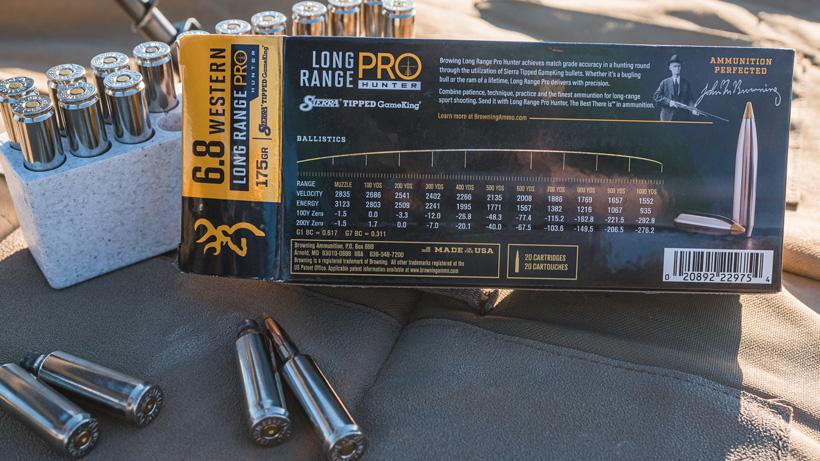 6.8 WESTERN
LONG RANGE PRO
HUNTER
175GR
SIERRA TIPPED GameKing
LONG RANGE PRO
HUNTER
SIERRA TIPPED GameKing
Browning Long Range Pro Hunter achieves match grade accuracy in a hunting round
through the utilization of Sierra Tipped GameKing bullets. Whether it's a bugling
bull or the ram of a lifetime, Long Range Pro delivers with precision.
Combine patience, technique, practice and the finest ammunition for long-range
sport shooting. Send it with Long Range Pro Hunter, The Best There Is™ in ammunition.
Learn more at BrowningAmmo.com
AMMUNITION
PERFECTED
John M. Browning
BALLISTICS
RANGE MUZZLE 100 YDS 200 YDS 300 YDS 400 YDS 500 YDS 600 YDS 700 YDS 800 YDS 900 YDS 1000 YDS
VELOCITY 2835 2686 2541 2402 2266 2135 2008 1886 1769 1657 1552
ENERGY 3123 2803 2509 2241 1995 1771 1567 1382 1216 1067 935
100Y Zero -1.5 0.0 -3.3 -12.0 -26.8 -48.3 -77.4 -115.2 -162.8 -221.5 -292.8
200Y Zero -1.5 1.7 0.0 -7.0 -20.1 -40.0 -67.5 -103.6 -149.5 -206.5 -276.2
G1 BC = 0.617 G7 BC = 0.311
Browning Ammunition, P.O. Box 699
Arnold, MD 63010-0699 USA 636-548-7200
Browning is a registered trademark of Browning. All other trademarks registered at the
US Patent Office. Applicable patent information available at www.browningammo.com
MADE IN THE USA
20 CARTRIDGES
20 CARTOUCHES
0 20892 22975 4